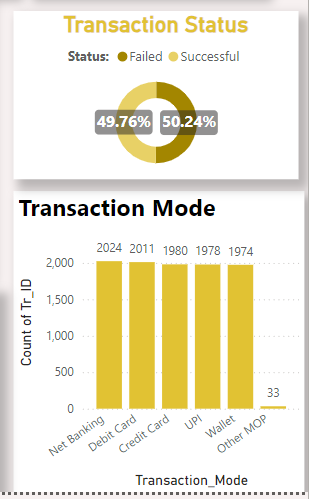 Transaction Status
Status: Failed Successful
49.76% 50.24%
Transaction Mode
2024 2011 1980 1978 1974
2,000
1,500
1,000
500
33
0
Count of Tr_ID
Net Banking
Debit Card
Credit Card
UPI
Wallet
Other MOP
Transaction_Mode